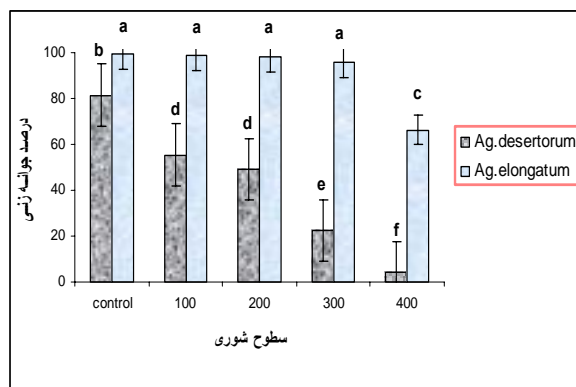 درصد جوانه زنی
100
80
60
40
20
0
b a d a d a e a f c
control 100 200 300 400
سطوح شوری
Ag.desertorum
Ag.elongatum